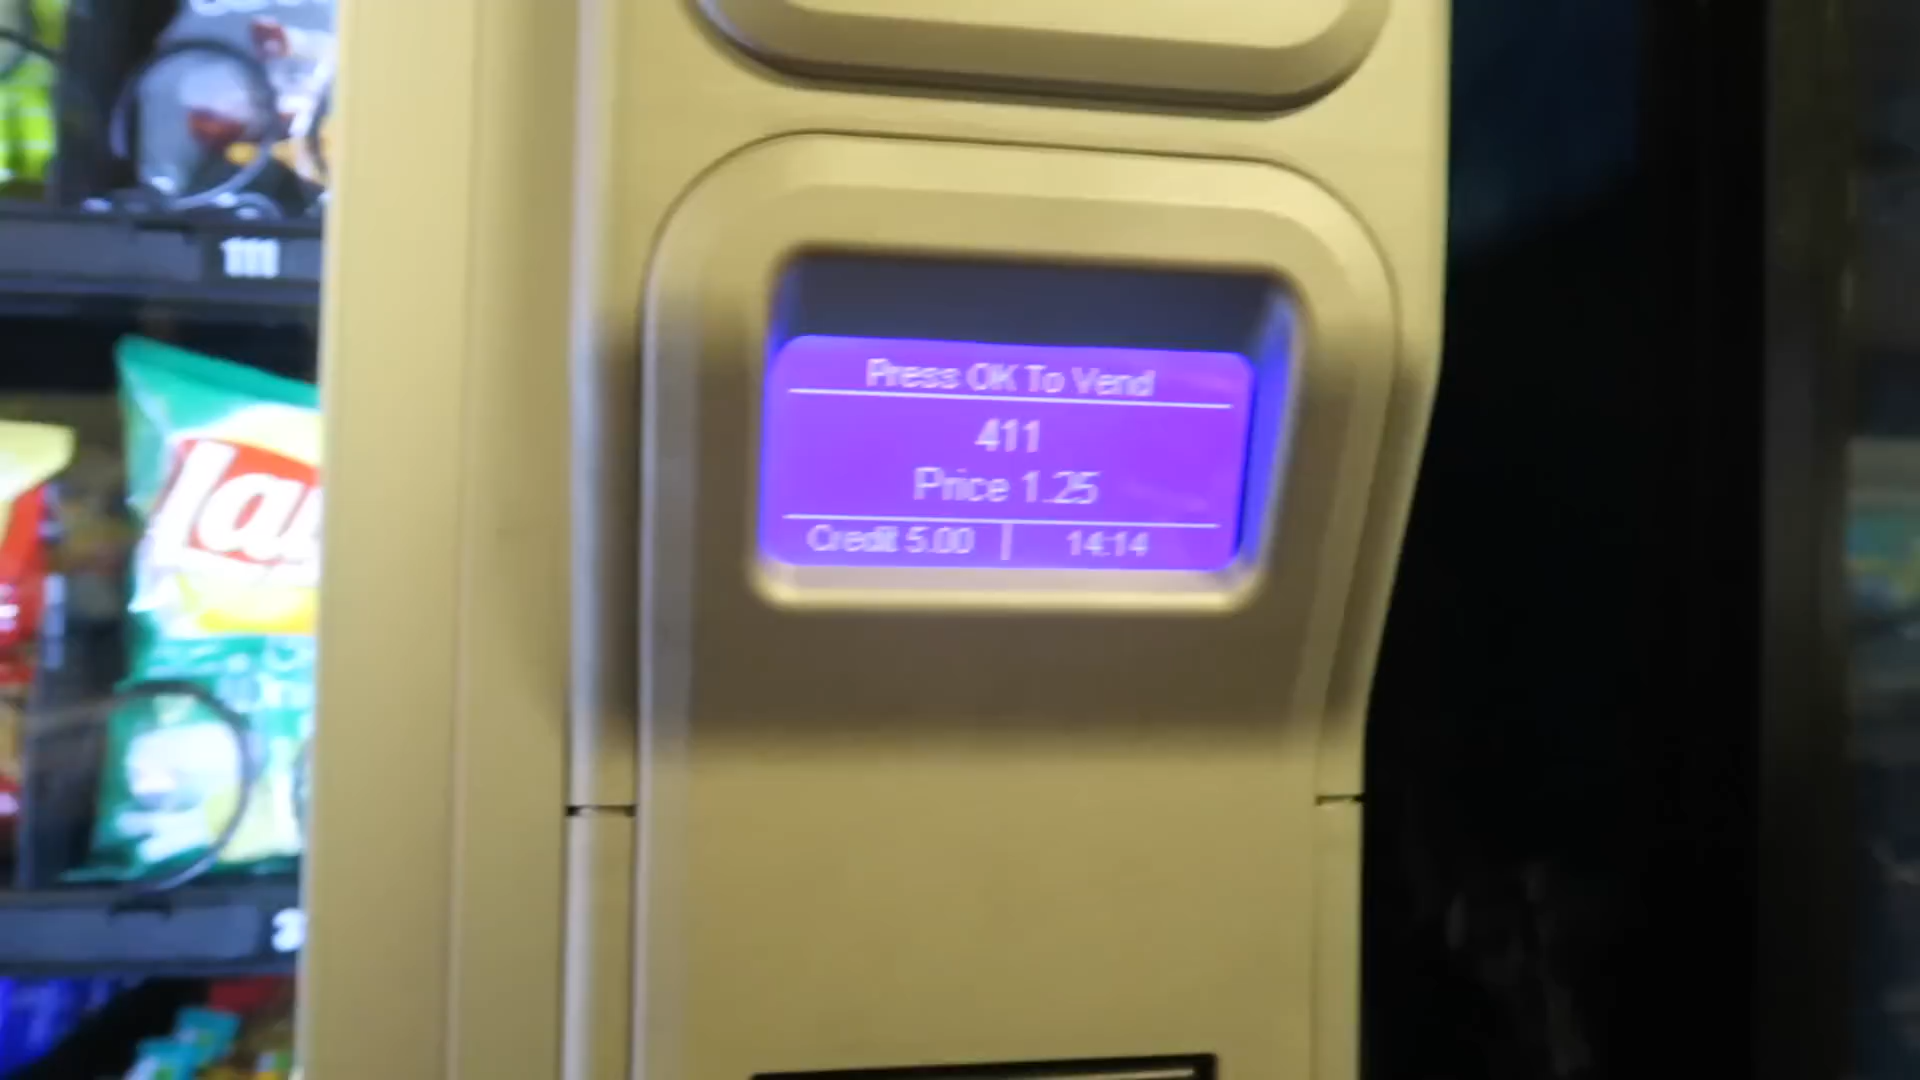 111
Press OK To Vend
411
Price 1.25
Credit 5.00 | 14:14